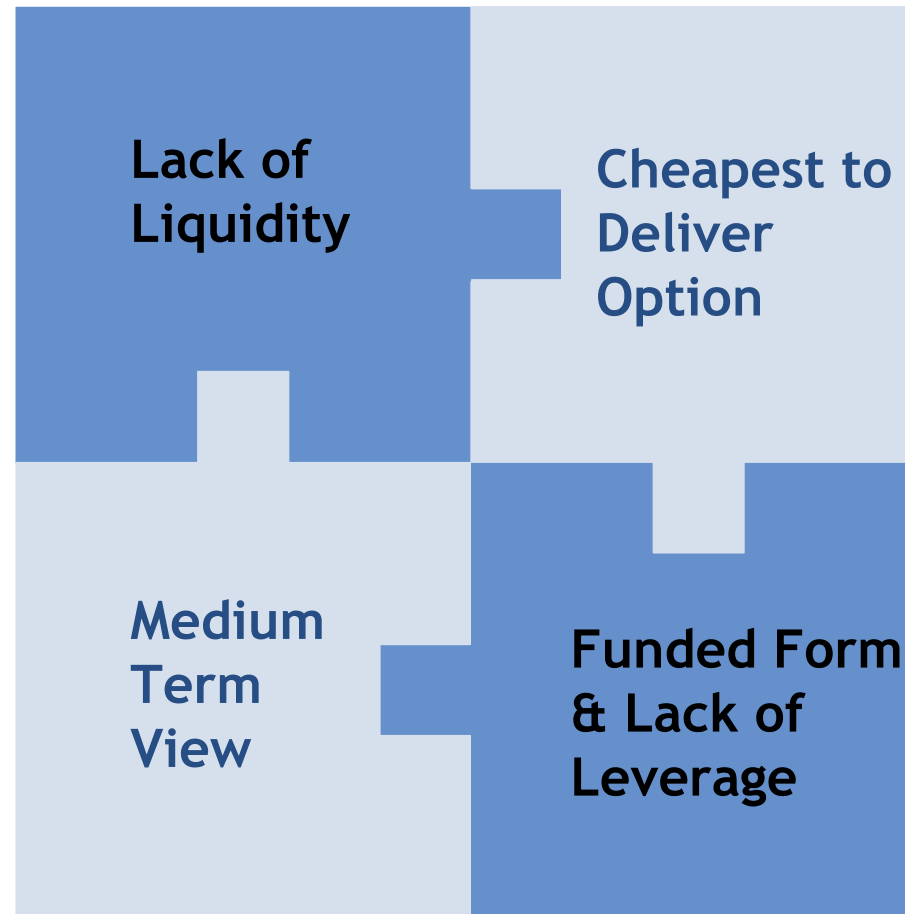 Lack of
Liquidity
Cheapest to
Deliver
Option
Medium
Term
View
Funded Form
& Lack of
Leverage